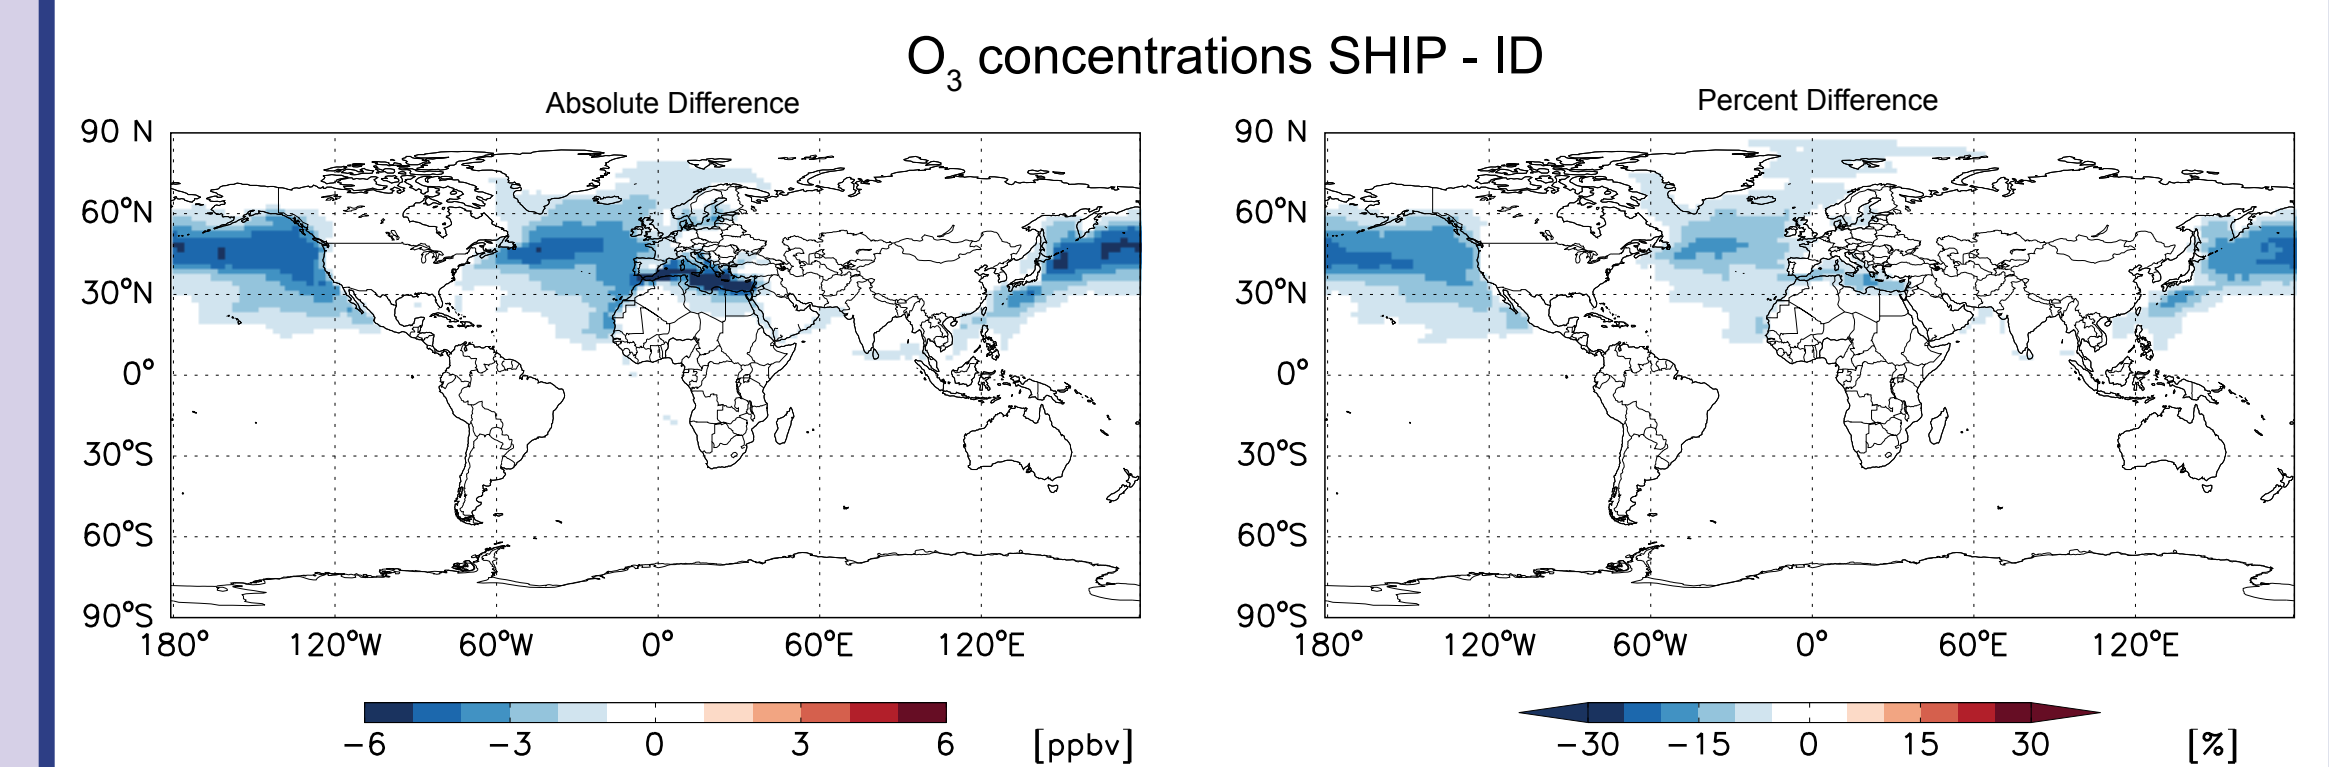 O3 concentrations SHIP - ID
Absolute Difference
90 N
60°N
30°N
0°
30°S
60°S
90°S
180° 120°W 60°W 0° 60°E 120°E
−6 −3 0 3 6 [ppbv]
Percent Difference
90 N
60°N
30°N
0°
30°S
60°S
90°S
180° 120°W 60°W 0° 60°E 120°E
−30 −15 0 15 30 [%]